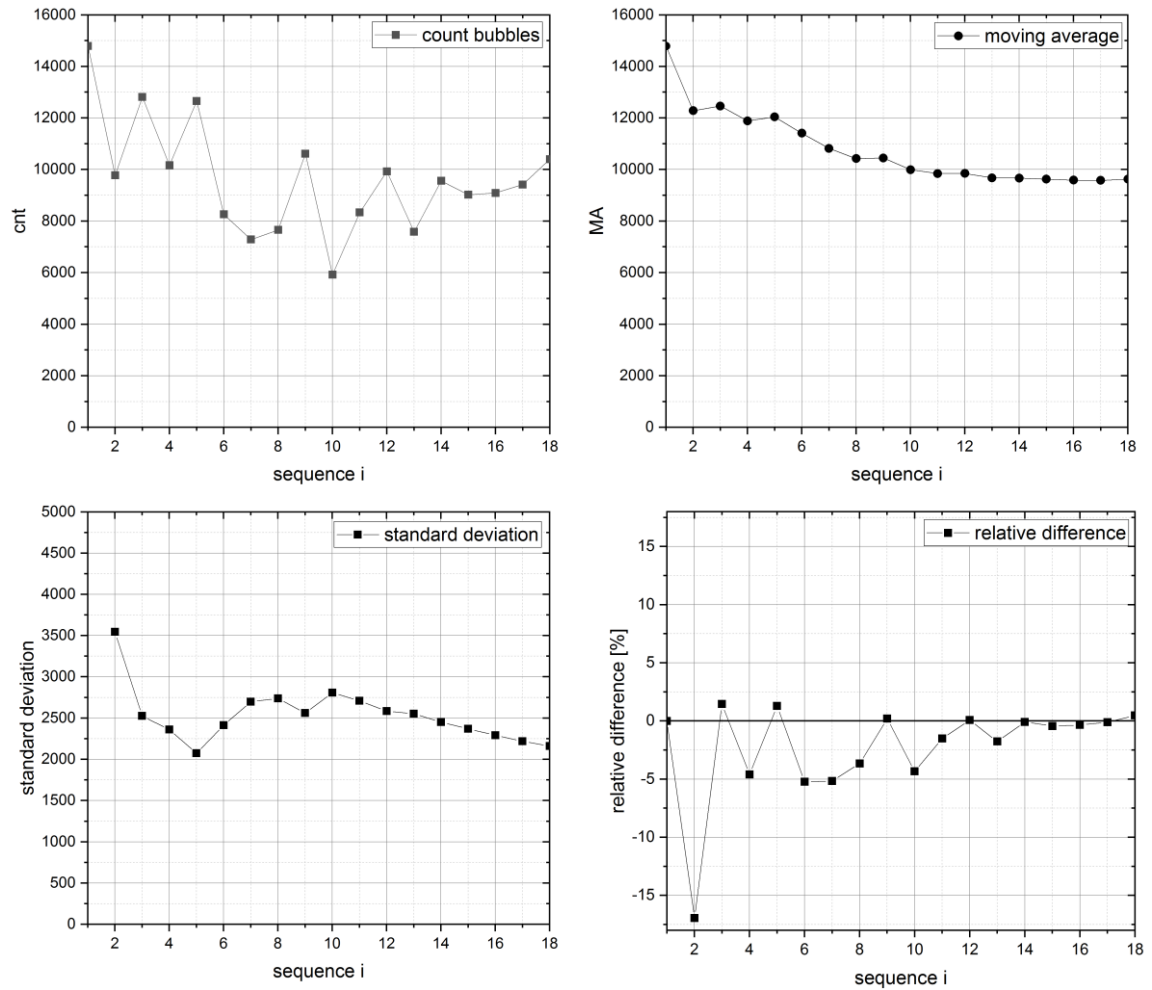 16000
14000
12000
10000
8000
6000
4000
2000
0
cnt
count bubbles
2 4 6 8 10 12 14 16 18
sequence i
16000
14000
12000
10000
8000
6000
4000
2000
0
MA
moving average
2 4 6 8 10 12 14 16 18
sequence i
5000
4500
4000
3500
3000
2500
2000
1500
1000
500
0
standard deviation
standard deviation
2 4 6 8 10 12 14 16 18
sequence i
15
10
5
0
-5
-10
-15
relative difference [%]
relative difference
2 4 6 8 10 12 14 16 18
sequence i